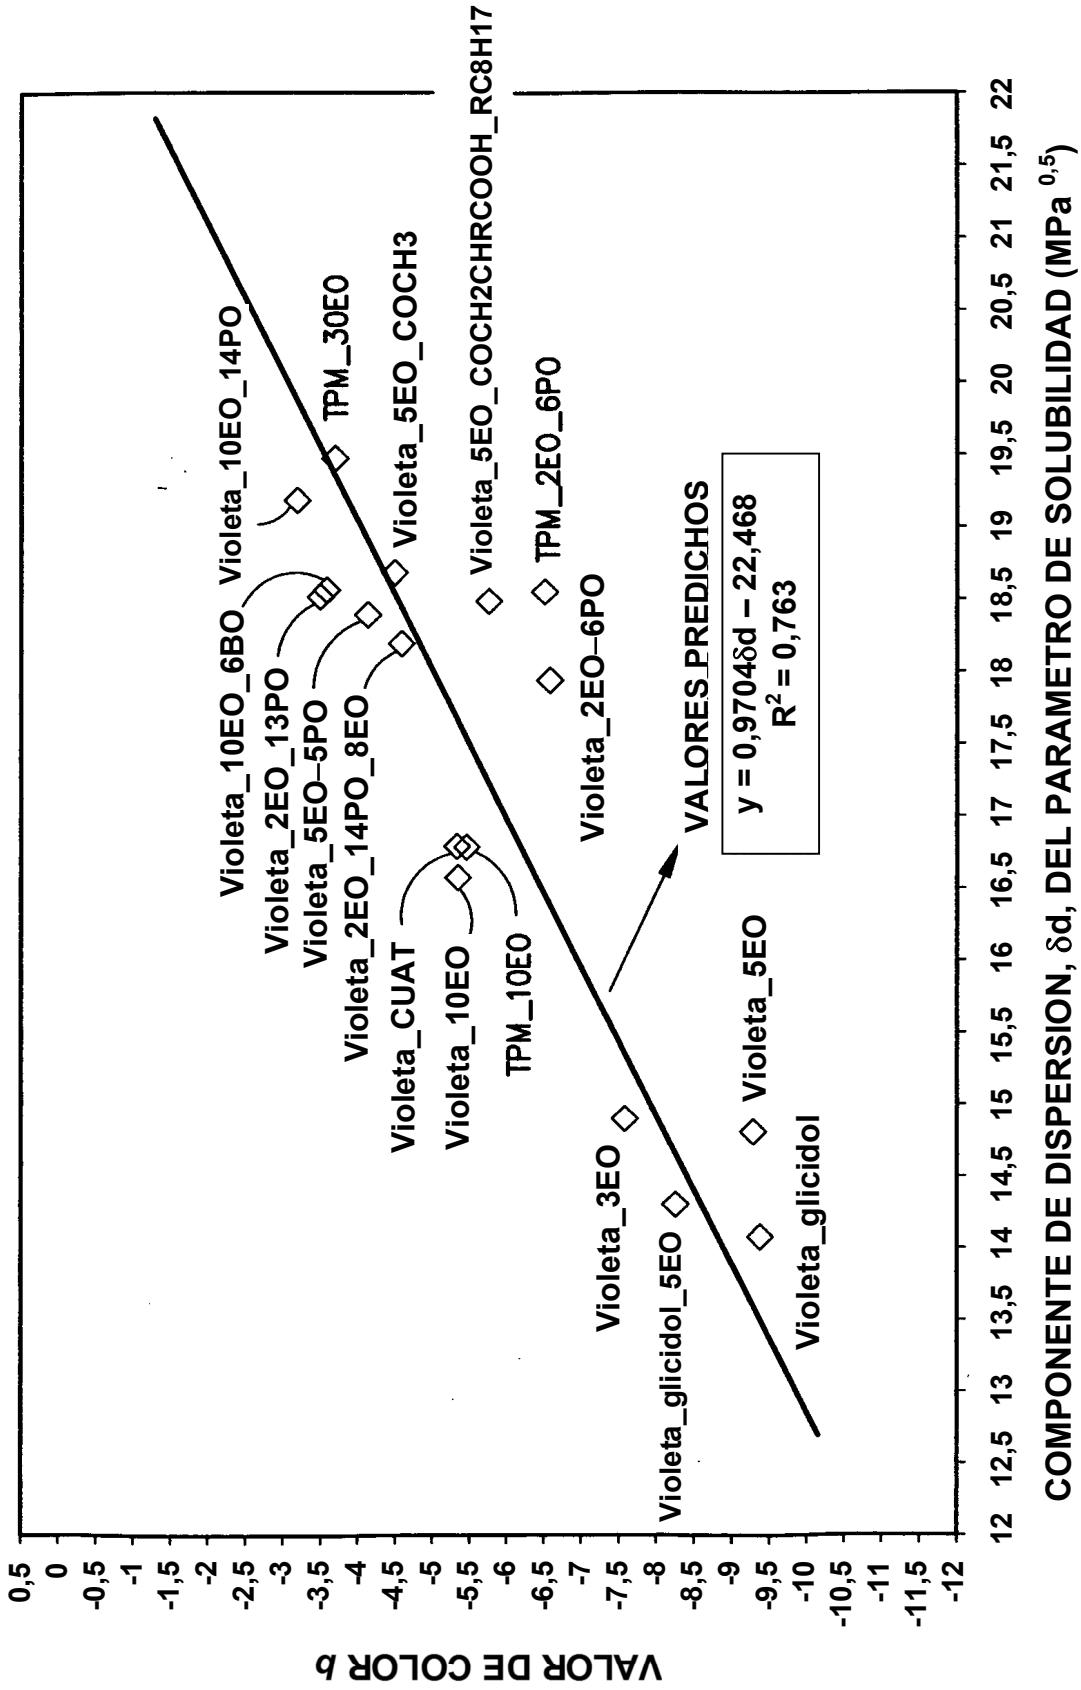 VALOR DE COLOR b
0,5
0
-0,5
-1
-1,5
-2
-2,5
-3
-3,5
-4
-4,5
-5
-5,5
-6
-6,5
-7
-7,5
-8
-8,5
-9
-9,5
-10
-10,5
-11
-11,5
-12
Violeta_10EO_14PO
Violeta_10EO_6BO
TPM_30EO
Violeta_2EO_13PO
Violeta_5EO–5PO
Violeta_2EO_14PO_8EO
Violeta_5EO_COCH3
Violeta_CUAT
Violeta_10EO
TPM_10EO
Violeta_5EO_COCH2CHRCOOH_RC8H17
TPM_2EO_6PO
Violeta_2EO–6PO
Violeta_3EO
Violeta_glicidol_5EO
VALORES PREDICHOS
y = 0,9704δd – 22,468
R² = 0,763
Violeta_5EO
Violeta_glicidol
12
12,5
13
13,5
14
14,5
15
15,5
16
16,5
17
17,5
18
18,5
19
19,5
20
20,5
21
21,5
22
COMPONENTE DE DISPERSION, δd, DEL PARAMETRO DE SOLUBILIDAD (MPa 0,5)